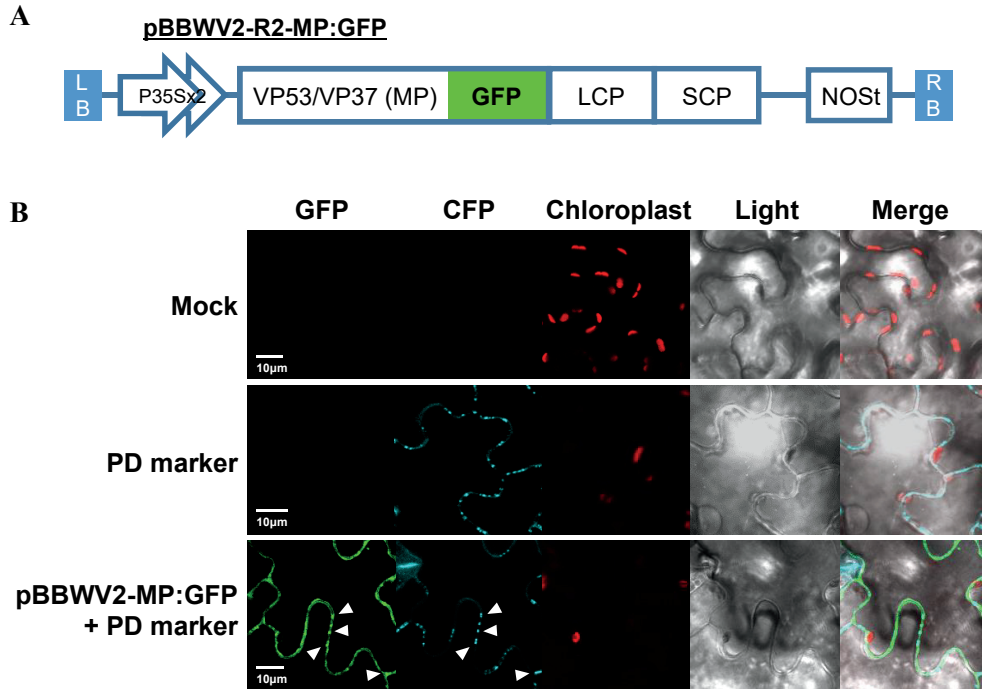 A
pBBWV2-R2-MP:GFP
L
B
P35Sx2
VP53/VP37 (MP)
GFP
LCP
SCP
NOSt
R
B
B
GFP CFP Chloroplast Light Merge
Mock
10μm
PD marker
10μm
pBBWV2-MP:GFP
+ PD marker
10μm